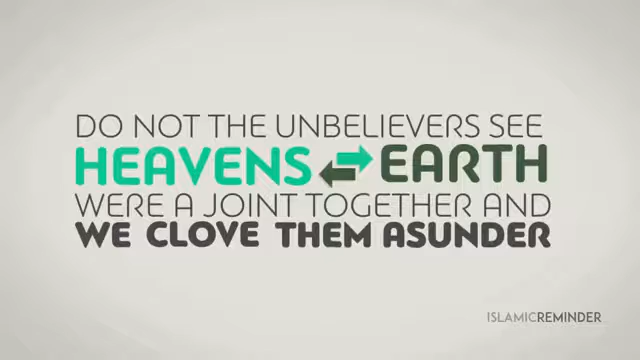 DO NOT THE UNBELIEVERS SEE
HEAVENS EARTH
WERE A JOINT TOGETHER AND
WE CLOVE THEM ASUNDER
ISLAMICREMINDER